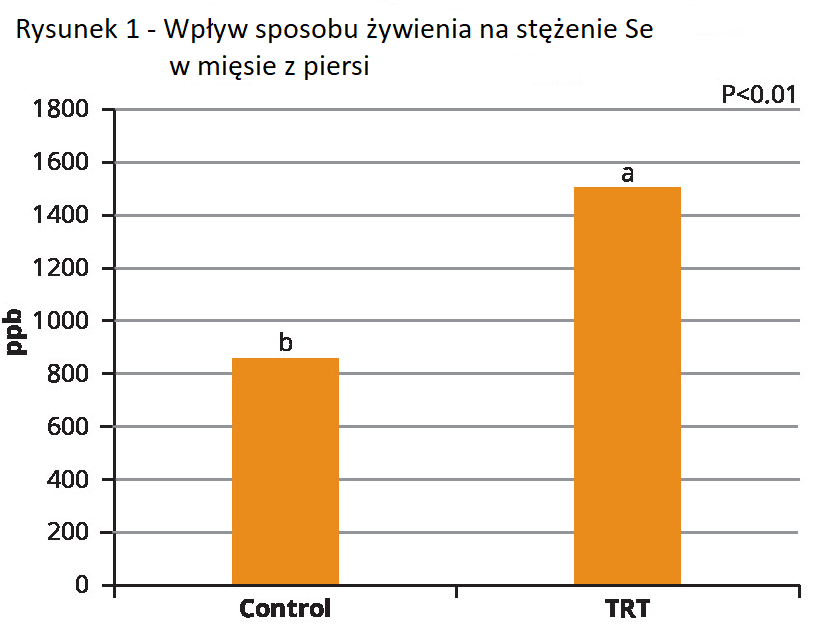 Rysunek 1 - Wpływ sposobu żywienia na stężenie Se
w mięsie z piersi
P<0.01
1800
1600
a
1400
1200
1000
ppb
b
800
600
400
200
0
Control TRT